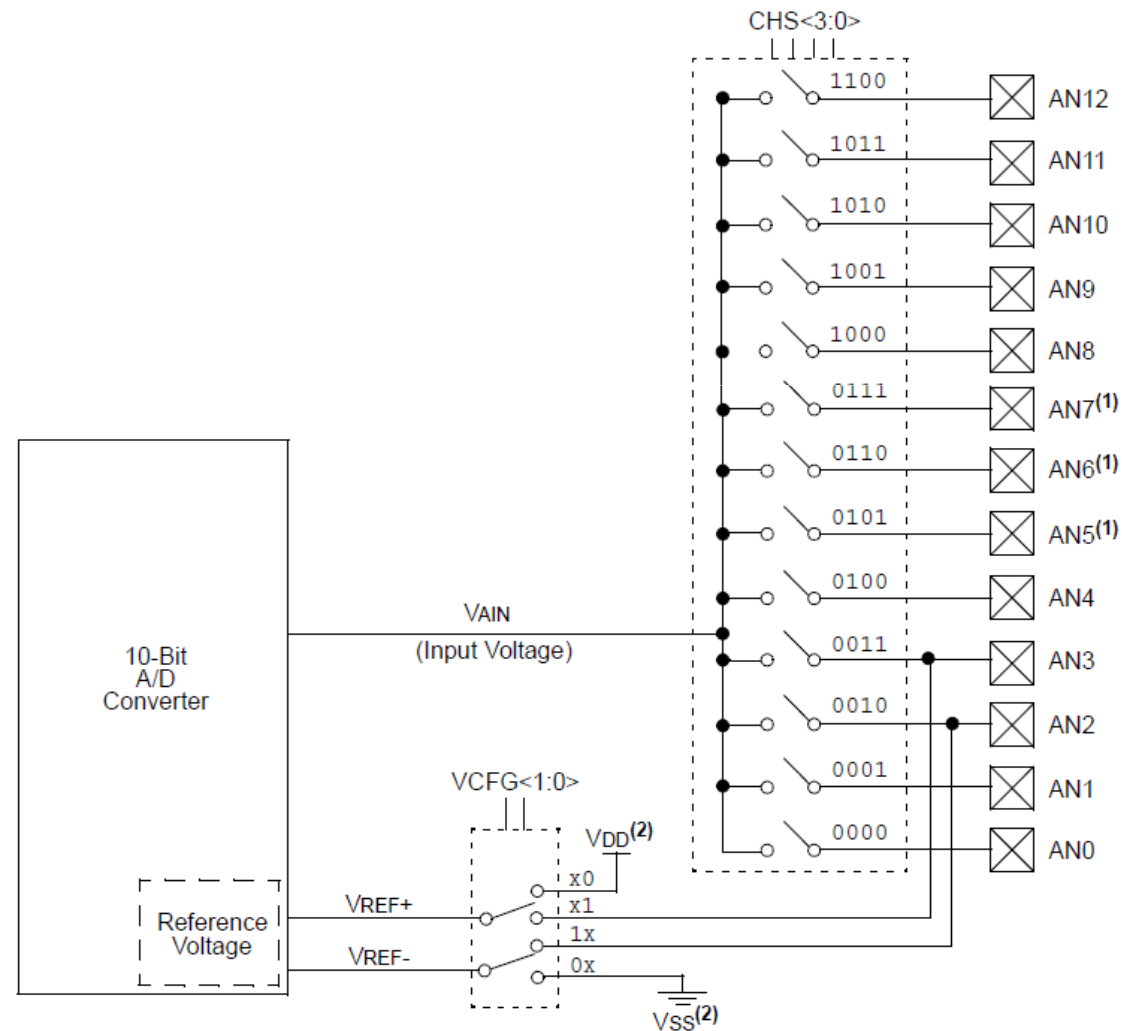 CHS<3:0>
1100
AN12
1011
AN11
1010
AN10
1001
AN9
1000
AN8
0111
AN7(1)
0110
AN6(1)
0101
AN5(1)
0100
AN4
VAIN
(Input Voltage)
0011
AN3
10-Bit
A/D
Converter
0010
AN2
0001
AN1
VCFG<1:0>
0000
AN0
VDD(2)
x0
x1
VREF+
Reference
Voltage
1x
VREF-
0x
VSS(2)